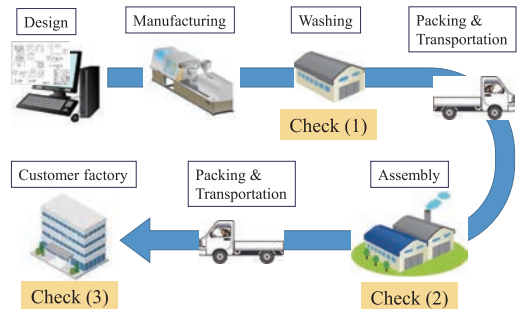 Design
Manufacturing
Washing
Packing &
Transportation
Check (1)
Customer factory
Packing &
Transportation
Assembly
Check (3)
Check (2)